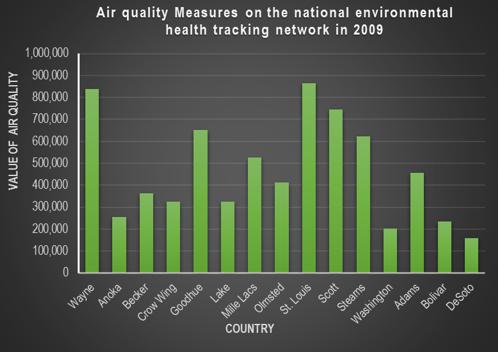 Air quality Measures on the national environmental
health tracking network in 2009
VALUE OF AIR QUALITY
1,000,000
900,000
800,000
700,000
600,000
500,000
400,000
300,000
200,000
100,000
0
Wayne
Anoka
Becker
Crow Wing
Goodhue
Lake
Mille Lacs
Olmsted
St. Louis
Scott
Stearns
Washington
Adams
Bolivar
DeSoto
COUNTRY